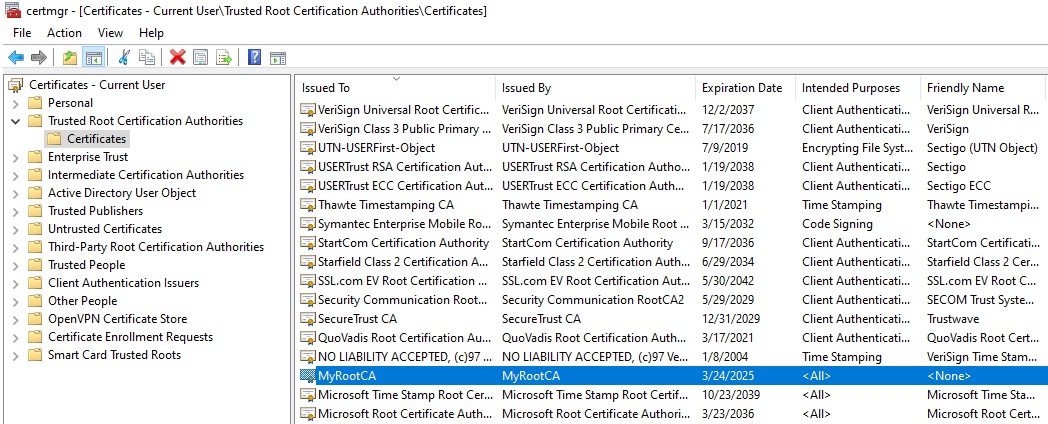 certmgr - [Certificates - Current User\Trusted Root Certification Authorities\Certificates]
File Action View Help
Certificates - Current User
Personal
Trusted Root Certification Authorities
Certificates
Enterprise Trust
Intermediate Certification Authorities
Active Directory User Object
Trusted Publishers
Untrusted Certificates
Third-Party Root Certification Authorities
Trusted People
Client Authentication Issuers
Other People
OpenVPN Certificate Store
Certificate Enrollment Requests
Smart Card Trusted Roots
Issued To Issued By Expiration Date Intended Purposes Friendly Name
VeriSign Universal Root Certific... VeriSign Universal Root Certificati... 12/2/2037 Client Authenticati... VeriSign Universal R...
VeriSign Class 3 Public Primary ... VeriSign Class 3 Public Primary Ce... 7/17/2036 Client Authenticati... VeriSign
UTN-USERFirst-Object UTN-USERFirst-Object 7/9/2019 Encrypting File Syst... Sectigo (UTN Object)
USERTrust RSA Certification Aut... USERTrust RSA Certification Auth... 1/19/2038 Client Authenticati... Sectigo
USERTrust ECC Certification Aut... USERTrust ECC Certification Auth... 1/19/2038 Client Authenticati... Sectigo ECC
Thawte Timestamping CA Thawte Timestamping CA 1/1/2021 Time Stamping Thawte Timestampi...
Symantec Enterprise Mobile Ro... Symantec Enterprise Mobile Root ... 3/15/2032 Code Signing <None>
StartCom Certification Authority StartCom Certification Authority 9/17/2036 Client Authenticati... StartCom Certificati...
Starfield Class 2 Certification A... Starfield Class 2 Certification Auth... 6/29/2034 Client Authenticati... Starfield Class 2 Cer...
SSL.com EV Root Certification ... SSL.com EV Root Certification Aut... 5/30/2042 Client Authenticati... SSL.com EV Root Ce...
Security Communication Root... Security Communication RootCA2 5/29/2029 Client Authenticati... SECOM Trust Syste...
SecureTrust CA SecureTrust CA 12/31/2029 Client Authenticati... Trustwave
QuoVadis Root Certification Au... QuoVadis Root Certification Auth... 3/17/2021 Client Authenticati... QuoVadis Root Certi...
NO LIABILITY ACCEPTED, (c)97 ... NO LIABILITY ACCEPTED, (c)97 Ve... 1/8/2004 Time Stamping VeriSign Time Stam...
MyRootCA MyRootCA 3/24/2025 <All> <None>
Microsoft Time Stamp Root Cer... Microsoft Time Stamp Root Certif... 10/23/2039 <All> Microsoft Time Sta...
Microsoft Root Certificate Auth... Microsoft Root Certificate Authori... 3/23/2036 <All> Microsoft Root Cert...